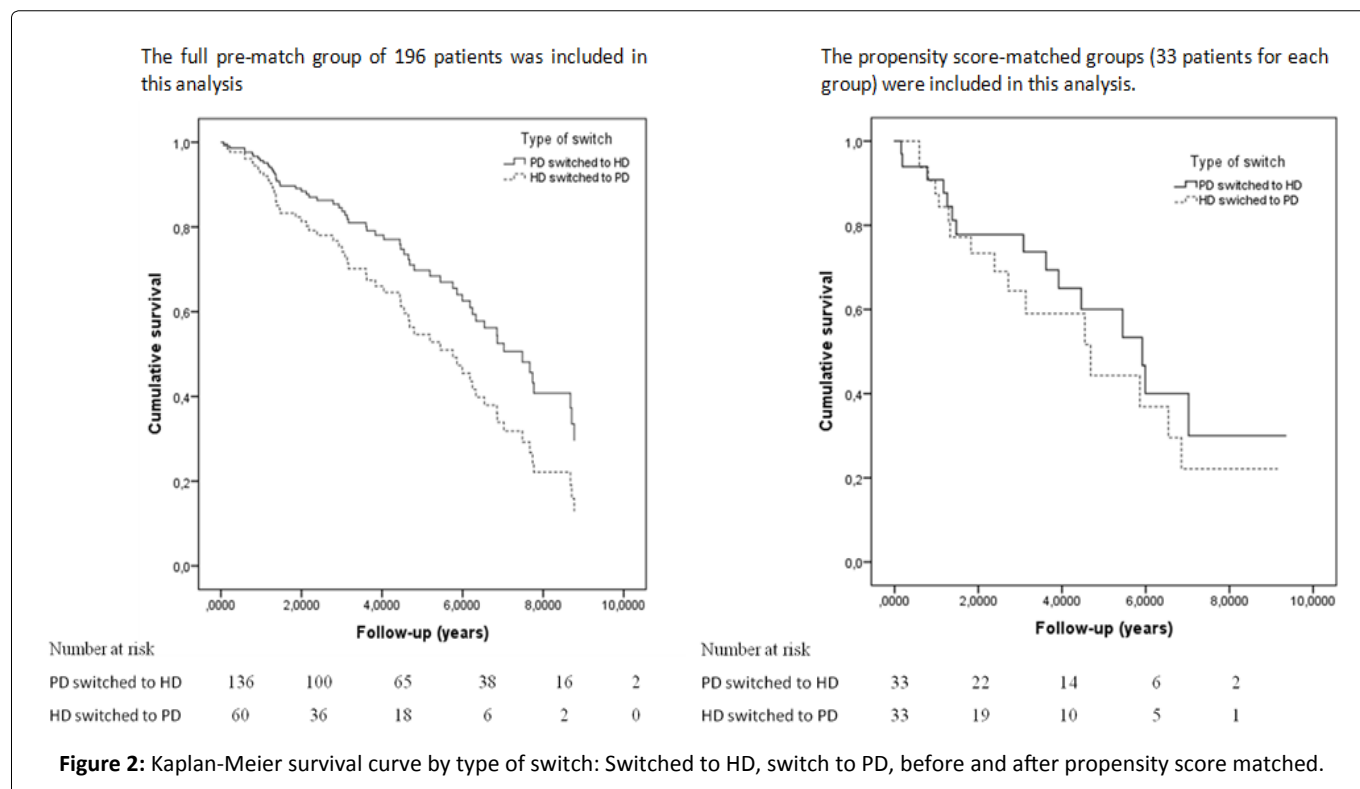 The full pre-match group of 196 patients was included in
this analysis
Type of switch
PD switched to HD
HD switched to PD
1,0
0,8
0,6
0,4
0,2
0,0
Cumulative survival
,0000 2,0000 4,0000 6,0000 8,0000 10,0000
Follow-up (years)
Number at risk
PD switched to HD 136 100 65 38 16 2
HD switched to PD 60 36 18 6 2 0
The propensity score-matched groups (33 patients for each
group) were included in this analysis.
Type of switch
PD switched to HD
HD swiched to PD
1,0
0,8
0,6
0,4
0,2
0,0
Cumulative survival
,0000 2,0000 4,0000 6,0000 8,0000 10,0000
Follow-up (years)
Number at risk
PD switched to HD 33 22 14 6 2
HD switched to PD 33 19 10 5 1
Figure 2: Kaplan-Meier survival curve by type of switch: Switched to HD, switch to PD, before and after propensity score matched.